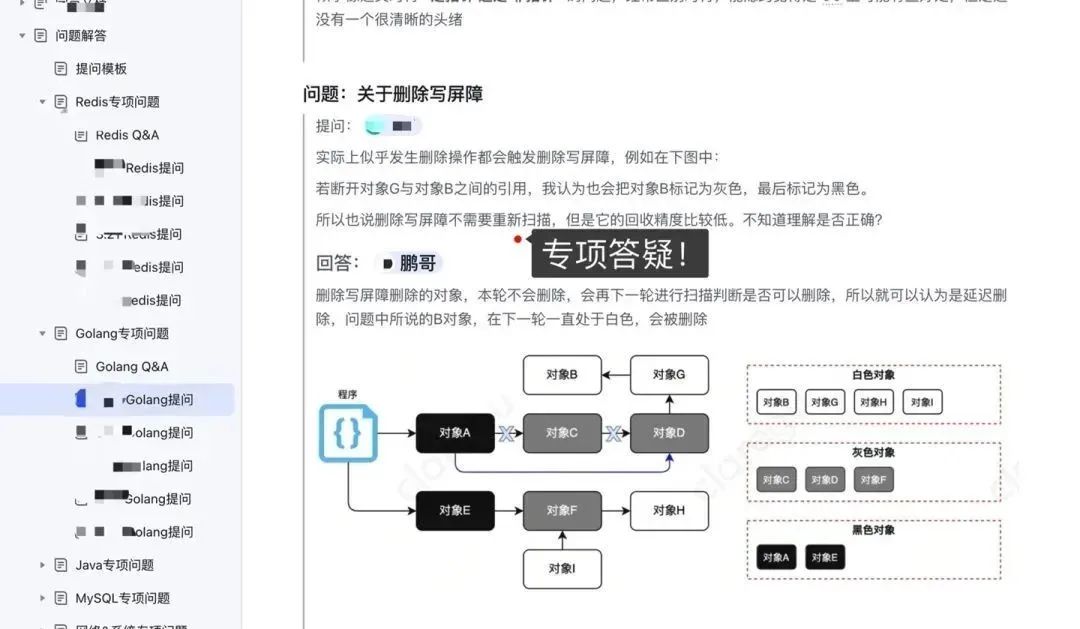 问题解答
提问模板
Redis专项问题
Redis Q&A
Redis提问
dis提问
Redis提问
edis提问
edis提问
Golang专项问题
Golang Q&A
Golang提问
olang提问
lang提问
Golang提问
olang提问
Java专项问题
MySQL专项问题
没有一个很清晰的头绪
问题：关于删除写屏障
提问：
实际上似乎发生删除操作都会触发删除写屏障，例如在下图中：
若断开对象G与对象B之间的引用，我认为也会把对象B标记为灰色，最后标记为黑色。
所以也说删除写屏障不需要重新扫描，但是它的回收精度比较低。不知道理解是否正确?
专项答疑!
回答： 鹏哥
删除写屏障删除的对象，本轮不会删除，会再下一轮进行扫描判断是否可以删除，所以就可以认为是延迟删
除，问题中所说的B对象，在下一轮一直处于白色，会被删除
对象B 对象G
程序
{}
对象A 对象C 对象D
对象E 对象F 对象H
对象I
白色对象
对象B 对象G 对象H 对象I
灰色对象
对象C 对象D 对象F
黑色对象
对象A 对象E